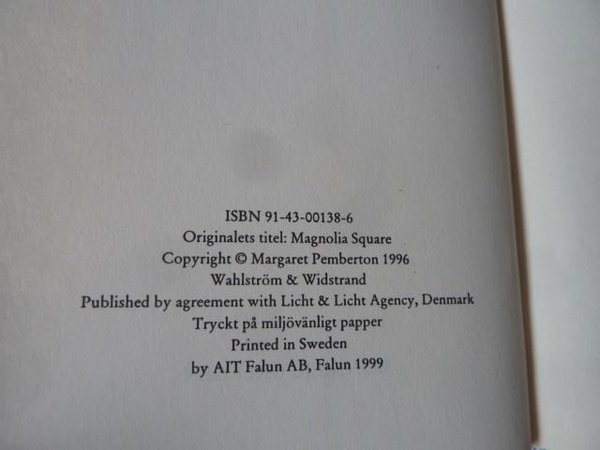 ISBN 91-43-00138-6
Originalets titel: Magnolia Square
Copyright © Margaret Pemberton 1996
Wahlström & Widstrand
Published by agreement with Licht & Licht Agency, Denmark
Tryckt på miljövänligt papper
Printed in Sweden
by AIT Falun AB, Falun 1999